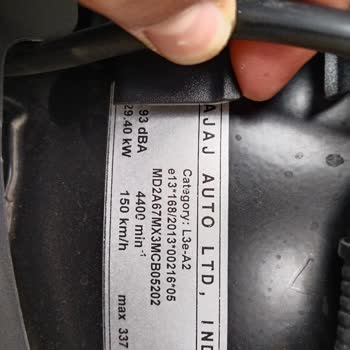 AJAJ AUTO LTD, IND
Category: L3e-A2
e13*168/2013*00216*05
MD2A67MX3MCB05202
93 dBA 4400 min⁻¹
29.40 kW 150 km/h max 337